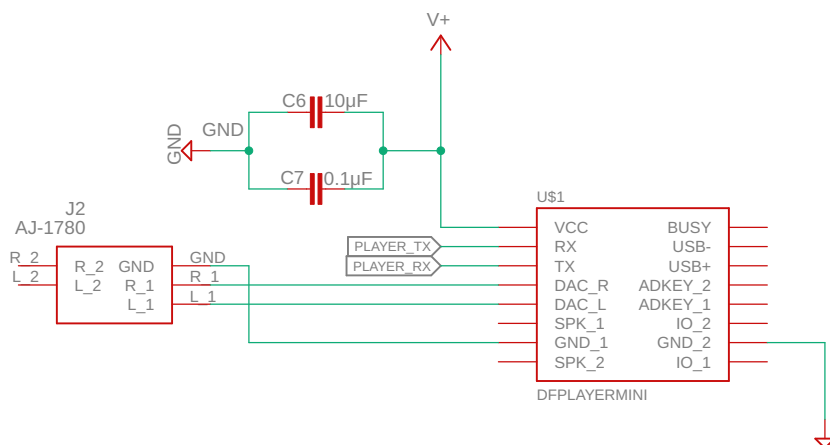 V+
C6 10µF
GND GND
C7 0.1µF
U$1
J2
AJ-1780
VCC BUSY
PLAYER_TX RX USB-
R_2 R_2 GND GND PLAYER_RX TX USB+
L_2 L_2 R_1 R_1 DAC_R ADKEY_2
L_1 L_1 DAC_L ADKEY_1
SPK_1 IO_2
GND_1 GND_2
SPK_2 IO_1
DFPLAYERMINI